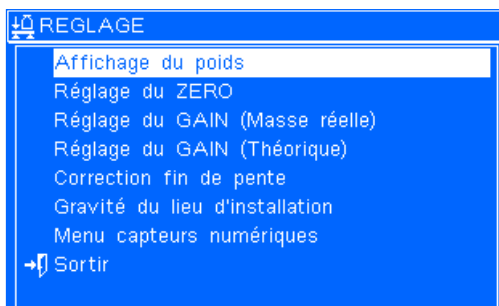 REGLAGE
Affichage du poids
Réglage du ZERO
Réglage du GAIN (Masse réelle)
Réglage du GAIN (Théorique)
Correction fin de pente
Gravité du lieu d'installation
Menu capteurs numériques
Sortir